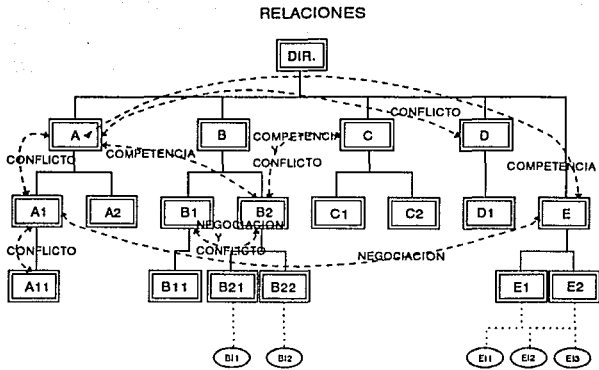 RELACIONES
DIR.
A
B
C
D
CONFLICTO
COMPETENCIA
Y
CONFLICTO
CONFLICTO
COMPETENCIA
COMPETENCIA
A1
A2
B1
B2
C1
C2
D1
E
NEGOCIACION
Y
CONFLICTO
CONFLICTO
NEGOCIACION
A11
B11
B21
B22
E1
E2
BI1
BI2
EI1
EI2
EI3